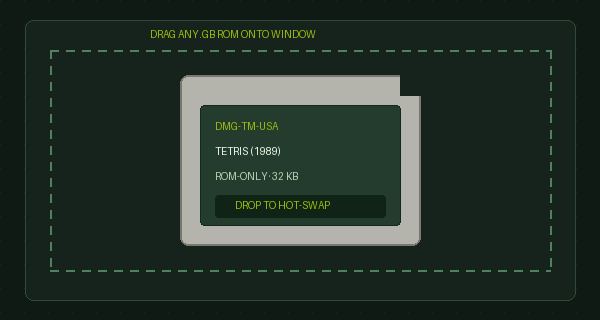 DRAG ANY .GB ROM ONTO WINDOW
DMG-TM-USA
TETRIS (1989)
ROM-ONLY · 32 KB
DROP TO HOT-SWAP